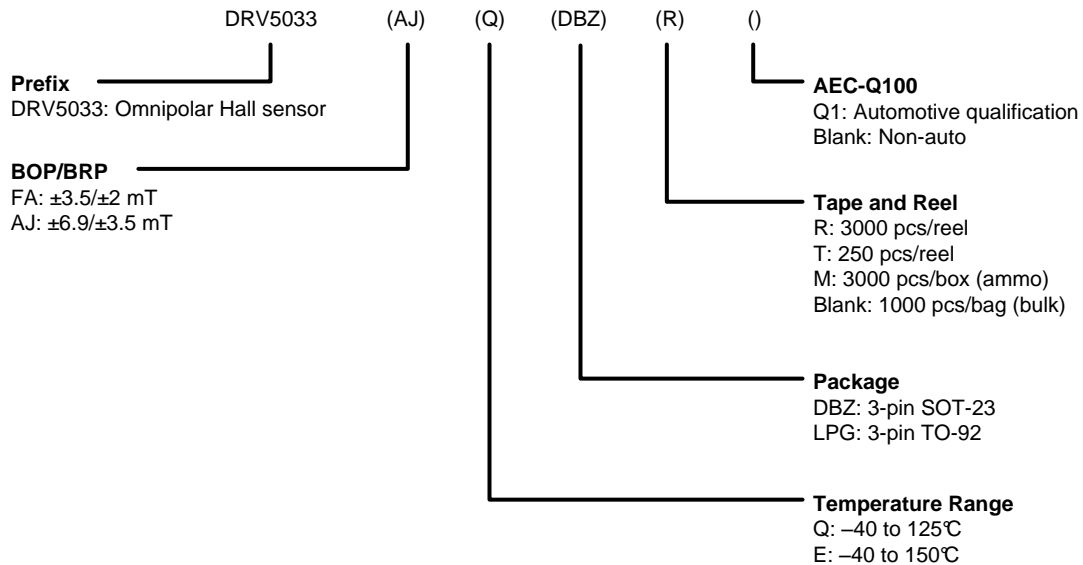 DRV5033 (AJ) (Q) (DBZ) (R) ()
Prefix
DRV5033: Omnipolar Hall sensor
BOP/BRP
FA: ±3.5/±2 mT
AJ: ±6.9/±3.5 mT
AEC-Q100
Q1: Automotive qualification
Blank: Non-auto
Tape and Reel
R: 3000 pcs/reel
T: 250 pcs/reel
M: 3000 pcs/box (ammo)
Blank: 1000 pcs/bag (bulk)
Package
DBZ: 3-pin SOT-23
LPG: 3-pin TO-92
Temperature Range
Q: –40 to 125℃
E: –40 to 150℃